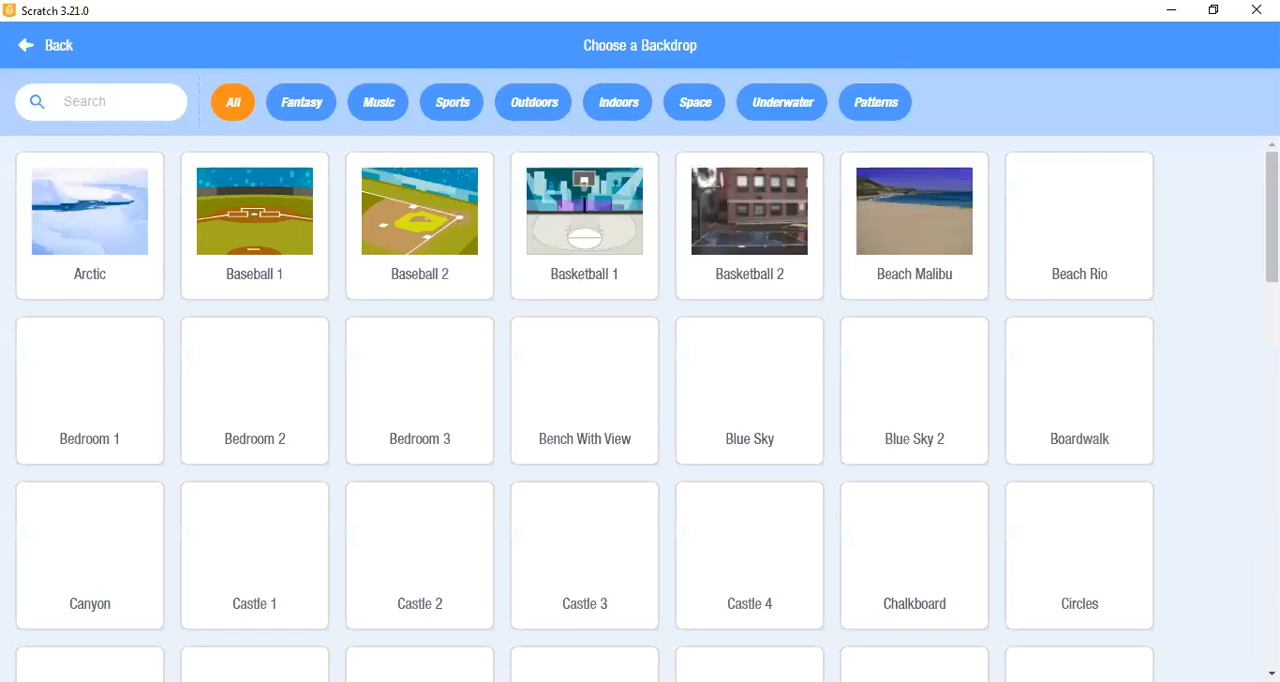 Scratch 3.21.0
Back
Choose a Backdrop
Search
All Fantasy Music Sports Outdoors Indoors Space Underwater Patterns
Arctic Baseball 1 Baseball 2 Basketball 1 Basketball 2 Beach Malibu Beach Rio
Bedroom 1 Bedroom 2 Bedroom 3 Bench With View Blue Sky Blue Sky 2 Boardwalk
Canyon Castle 1 Castle 2 Castle 3 Castle 4 Chalkboard Circles